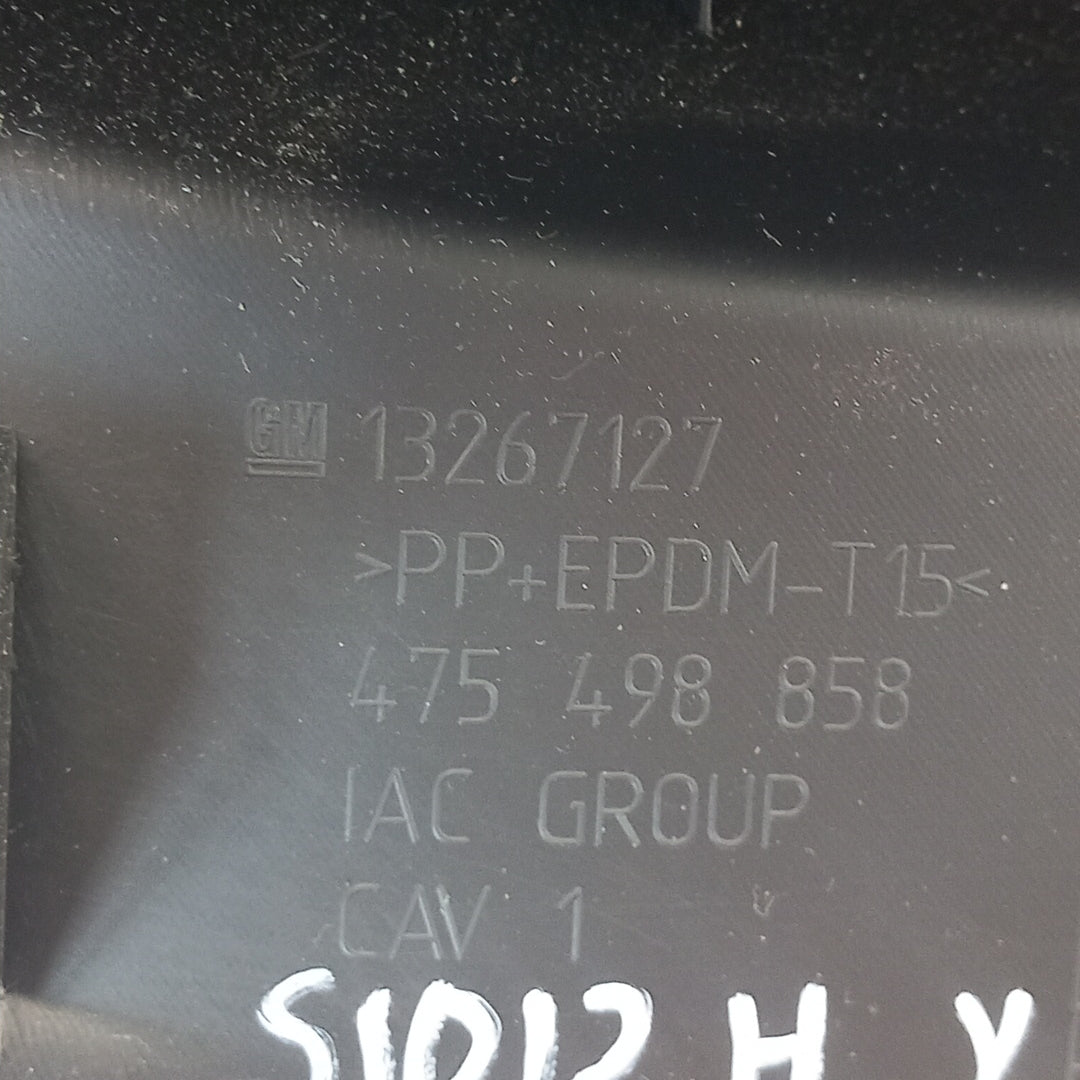 GM 13267127
>PP+EPDM-T15<
475 498 858
IAC GROUP
CAV 1